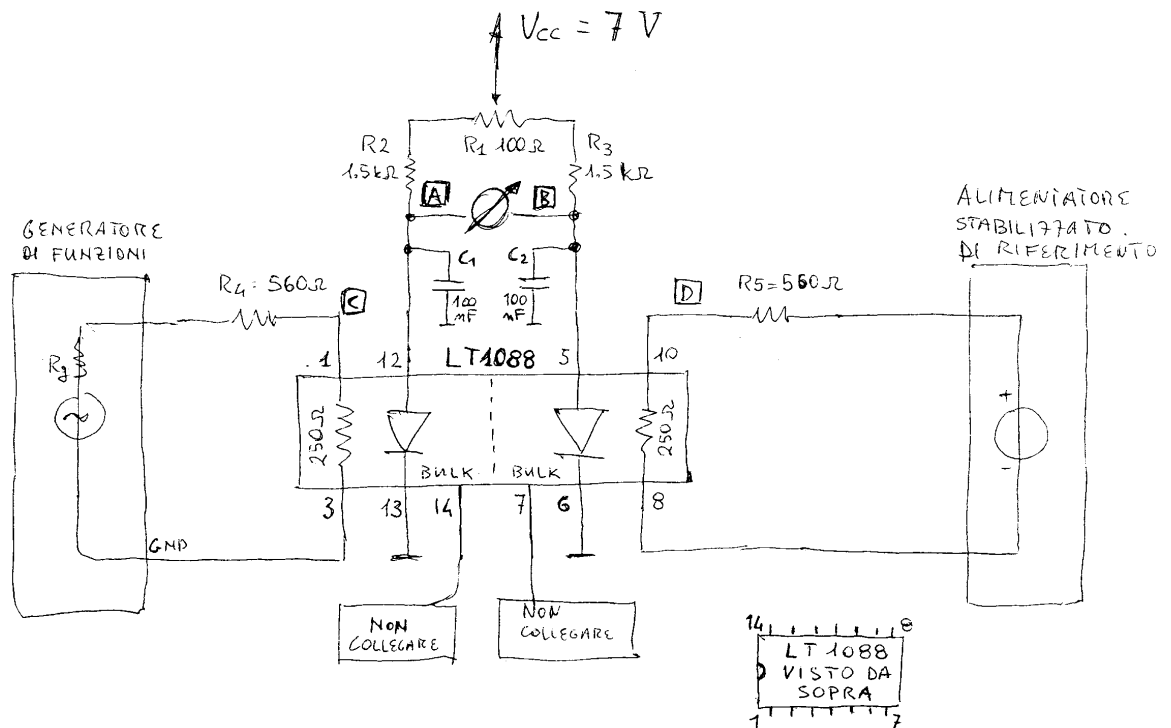 Vcc = 7 V
R2
1.5kΩ
R1 100Ω
R3
1.5 kΩ
A
B
GENERATORE
DI FUNZIONI
ALIMENTATORE
STABILIZZATO.
DI RIFERIMENTO
R4 = 560Ω
C
C1
100
nF
C2
100
nF
D
R5=560Ω
Rg
1
12
LT1088
5
10
250Ω
250Ω
+
-
BULK
BULK
3
13
14
7
6
8
GND
NON
COLLEGARE
NON
COLLEGARE
14
8
LT 1088
VISTO DA
SOPRA
1
7